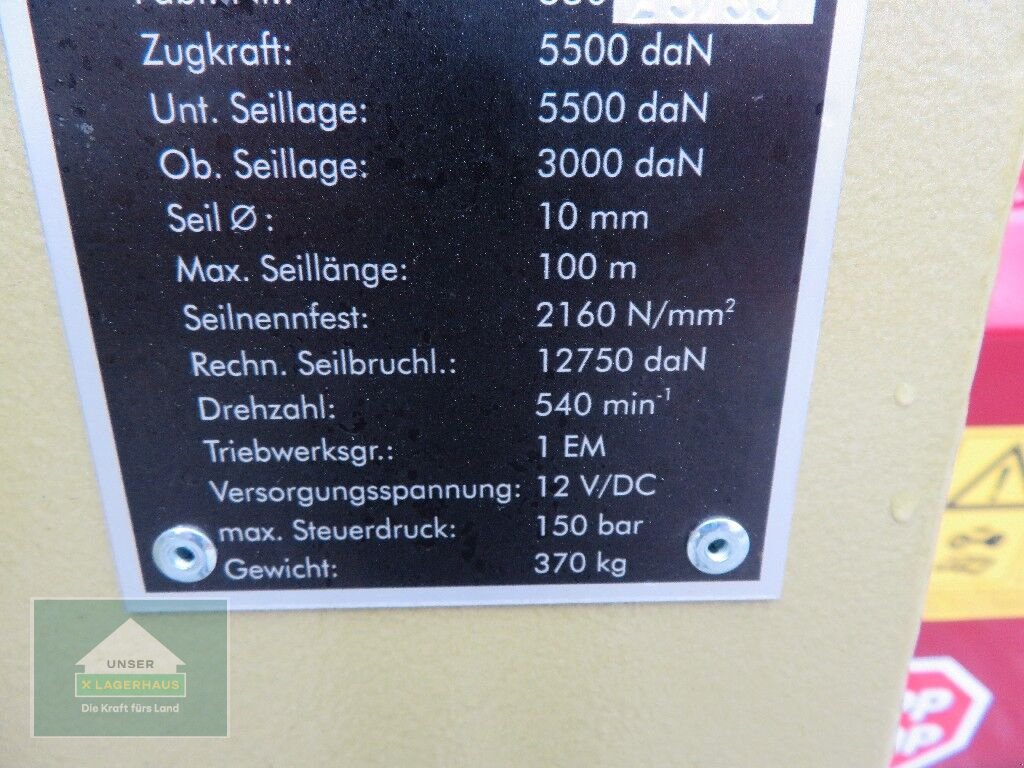 Zugkraft: 5500 daN
Unt. Seillage: 5500 daN
Ob. Seillage: 3000 daN
Seil Ø: 10 mm
Max. Seillänge: 100 m
Seilnennfest: 2160 N/mm²
Rechn. Seilbruchl.: 12750 daN
Drehzahl: 540 min⁻¹
Triebwerksgr.: 1 EM
Versorgungsspannung: 12 V/DC
max. Steuerdruck: 150 bar
Gewicht: 370 kg
UNSER
X LAGERHAUS
Die Kraft fürs Land